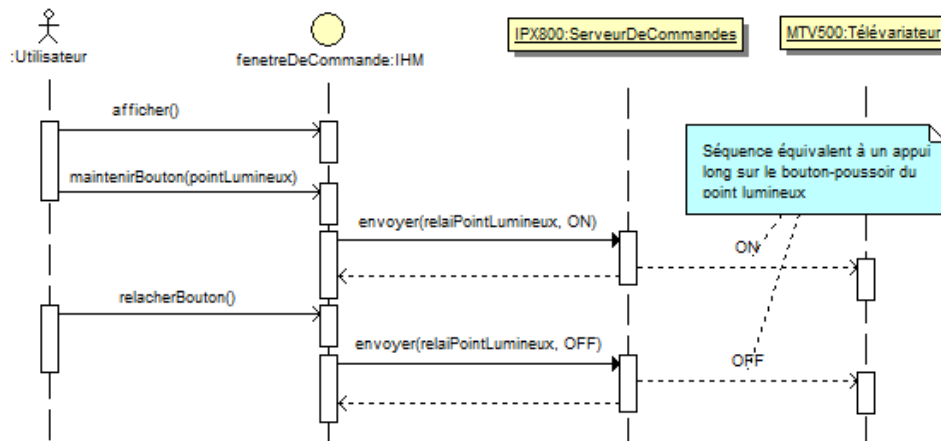 :Utilisateur
fenetreDeCommande:IHM
IPX800:ServeurDeCommandes
MTV500:Télévariateur
afficher()
Séquence équivalent à un appui
long sur le bouton-poussoir du
point lumineux
maintenirBouton(pointLumineux)
envoyer(relaiPointLumineux, ON)
ON
relacherBouton()
envoyer(relaiPointLumineux, OFF)
OFF